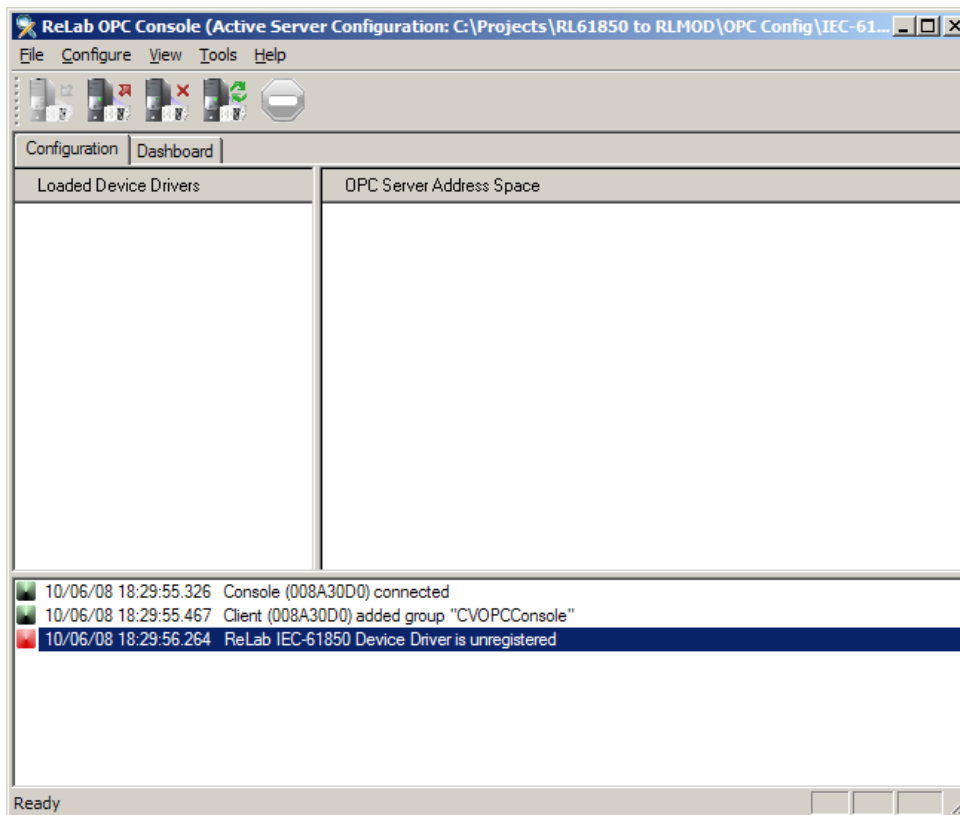 ReLab OPC Console (Active Server Configuration: C:\Projects\RL61850 to RLMOD\OPC Config\IEC-61...
File Configure View Tools Help
Configuration Dashboard
Loaded Device Drivers OPC Server Address Space
10/06/08 18:29:55.326 Console (008A30D0) connected
10/06/08 18:29:55.467 Client (008A30D0) added group "CVOPCConsole"
10/06/08 18:29:56.264 ReLab IEC-61850 Device Driver is unregistered
Ready